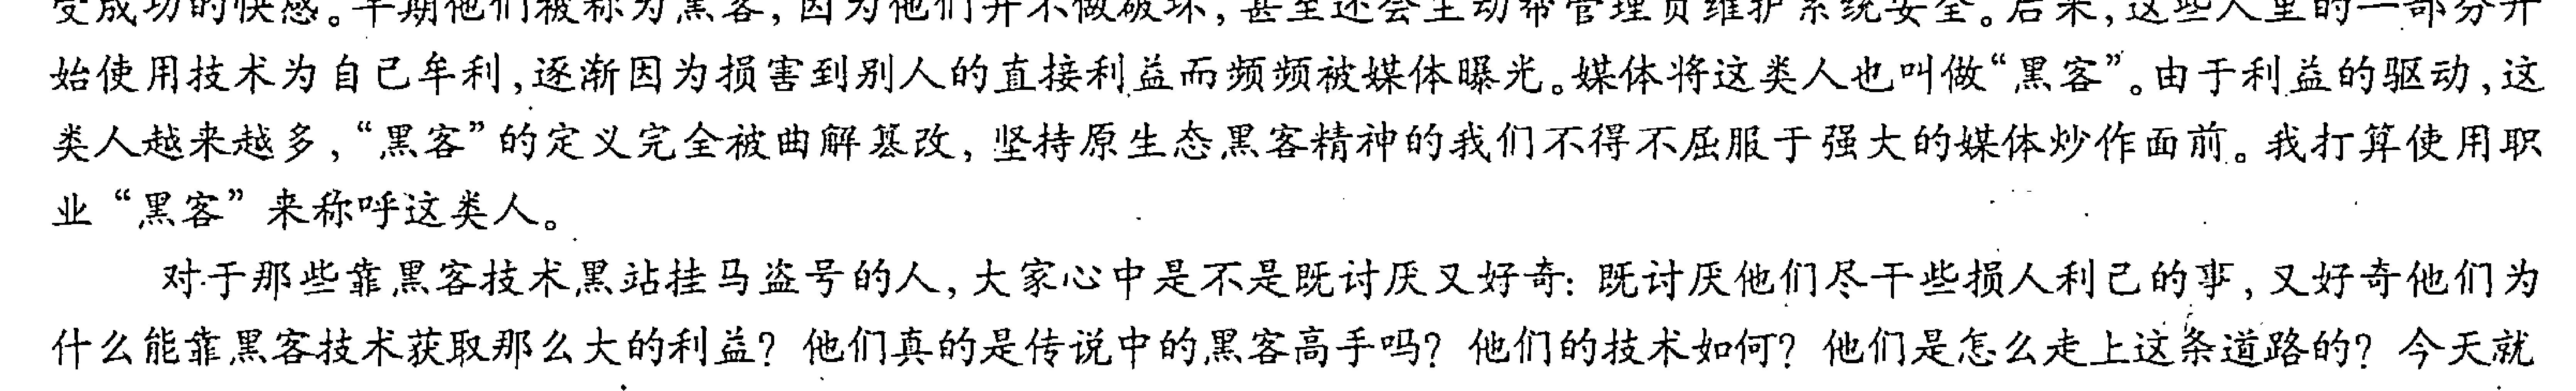 受成功的快感。早期他们被称为黑客，因为他们并不做破坏，甚至还会主动帮管理员维护系统安全。后来，这些人里的一部分开
始使用技术为自己牟利，逐渐因为损害到别人的直接利益而频频被媒体曝光。媒体将这类人也叫做“黑客”。由于利益的驱动，这
类人越来越多，“黑客”的定义完全被曲解篡改，坚持原生态黑客精神的我们不得不屈服于强大的媒体炒作面前。我打算使用职
业“黑客”来称呼这类人。
对于那些靠黑客技术黑站挂马盗号的人，大家心中是不是既讨厌又好奇：既讨厌他们尽干些损人利己的事，又好奇他们为
什么能靠黑客技术获取那么大的利益？他们真的是传说中的黑客高手吗？他们的技术如何？他们是怎么走上这条道路的？今天就